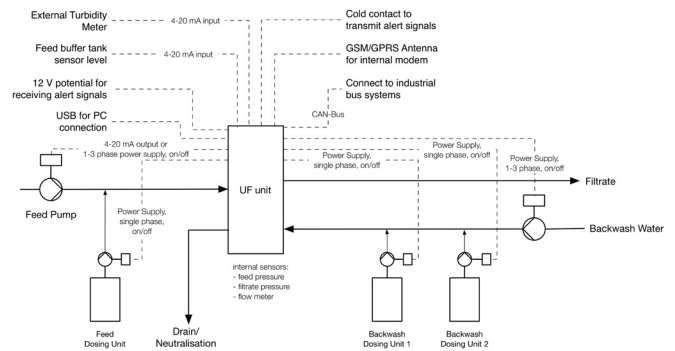 External Turbidity
Meter
4-20 mA input
Cold contact to
transmit alert signals
Feed buffer tank
sensor level
4-20 mA input
GSM/GPRS Antenna
for internal modem
12 V potential for
receiving alert signals
Connect to industrial
bus systems
CAN-Bus
USB for PC
connection
4-20 mA output or
1-3 phase power supply, on/off
Power Supply,
single phase, on/off
Power Supply,
single phase, on/off
Power Supply,
1-3 phase, on/off
UF unit
Filtrate
Feed Pump
Power Supply,
single phase,
on/off
Backwash Water
internal sensors:
- feed pressure
- filtrate pressure
- flow meter
Feed
Dosing Unit
Drain/
Neutralisation
Backwash
Dosing Unit 1
Backwash
Dosing Unit 2